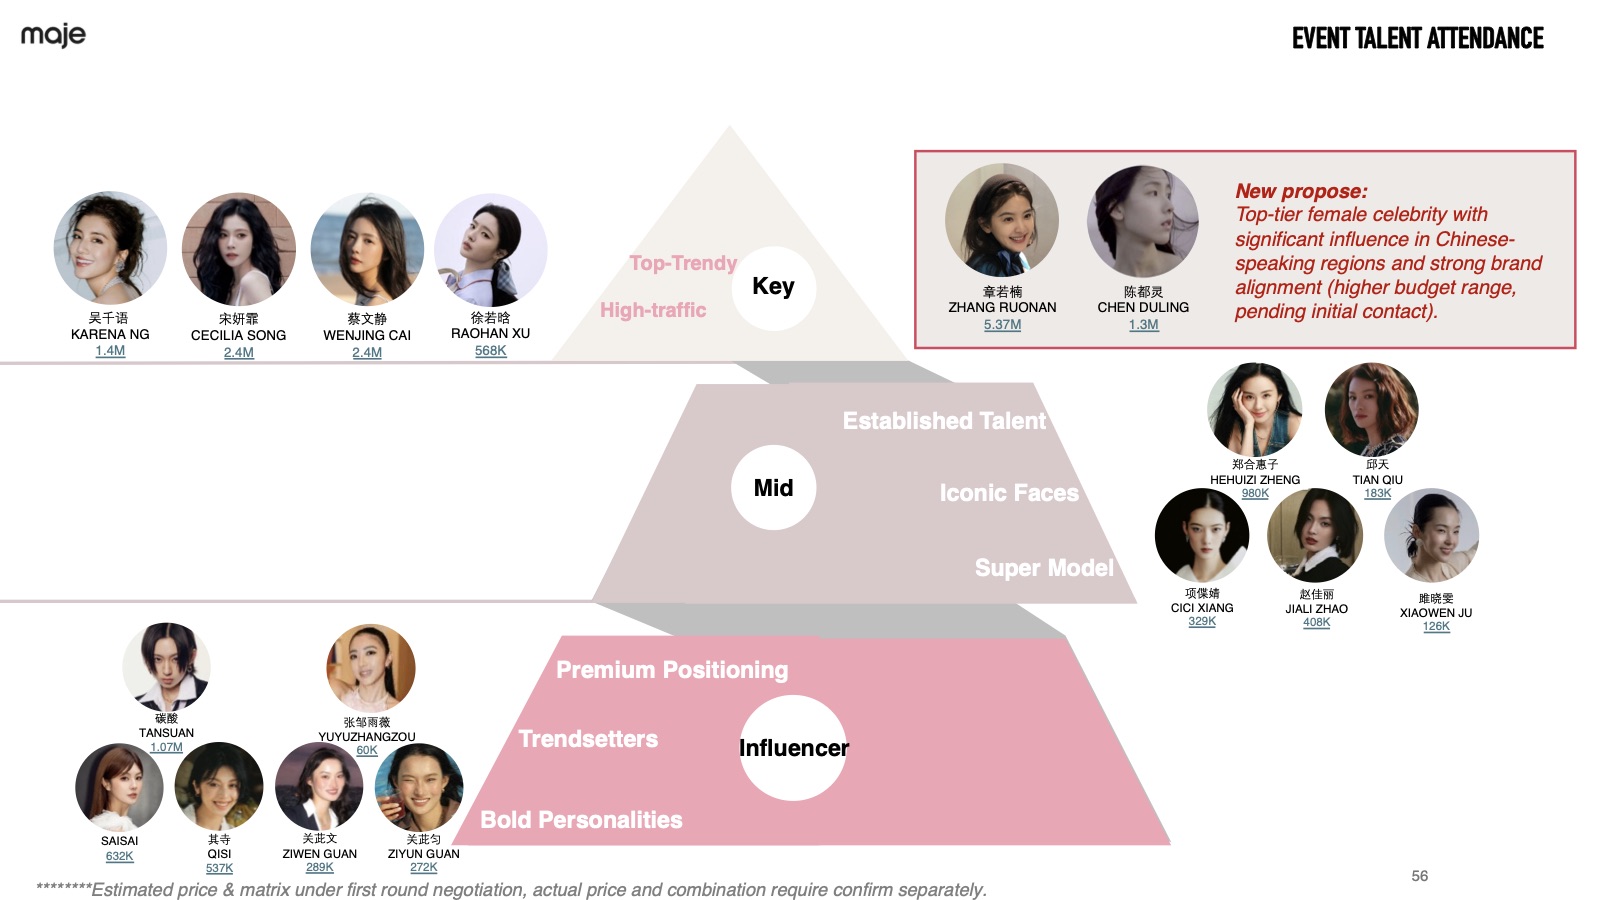 maje
EVENT TALENT ATTENDANCE
吴千语
KARENA NG
1.4M
宋妍霏
CECILIA SONG
2.4M
蔡文静
WENJING CAI
2.4M
徐若晗
RAOHAN XU
568K
Top-Trendy
High-traffic
Key
章若楠
ZHANG RUONAN
5.37M
陈都灵
CHEN DULING
1.3M
New propose:
Top-tier female celebrity with
significant influence in Chinese-
speaking regions and strong brand
alignment (higher budget range,
pending initial contact).
Established Talent
Iconic Faces
Super Model
Mid
郑合惠子
HEHUIZI ZHENG
980K
邱天
TIAN QIU
183K
项偞婧
CICI XIANG
329K
赵佳丽
JIALI ZHAO
408K
雎晓雯
XIAOWEN JU
126K
Premium Positioning
Trendsetters
Bold Personalities
Influencer
碳酸
TANSUAN
1.07M
张邹雨薇
YUYUZHANGZOU
60K
SAISAI
632K
其寺
QISI
537K
关芷文
ZIWEN GUAN
289K
关芷匀
ZIYUN GUAN
272K
********Estimated price & matrix under first round negotiation, actual price and combination require confirm separately.
56